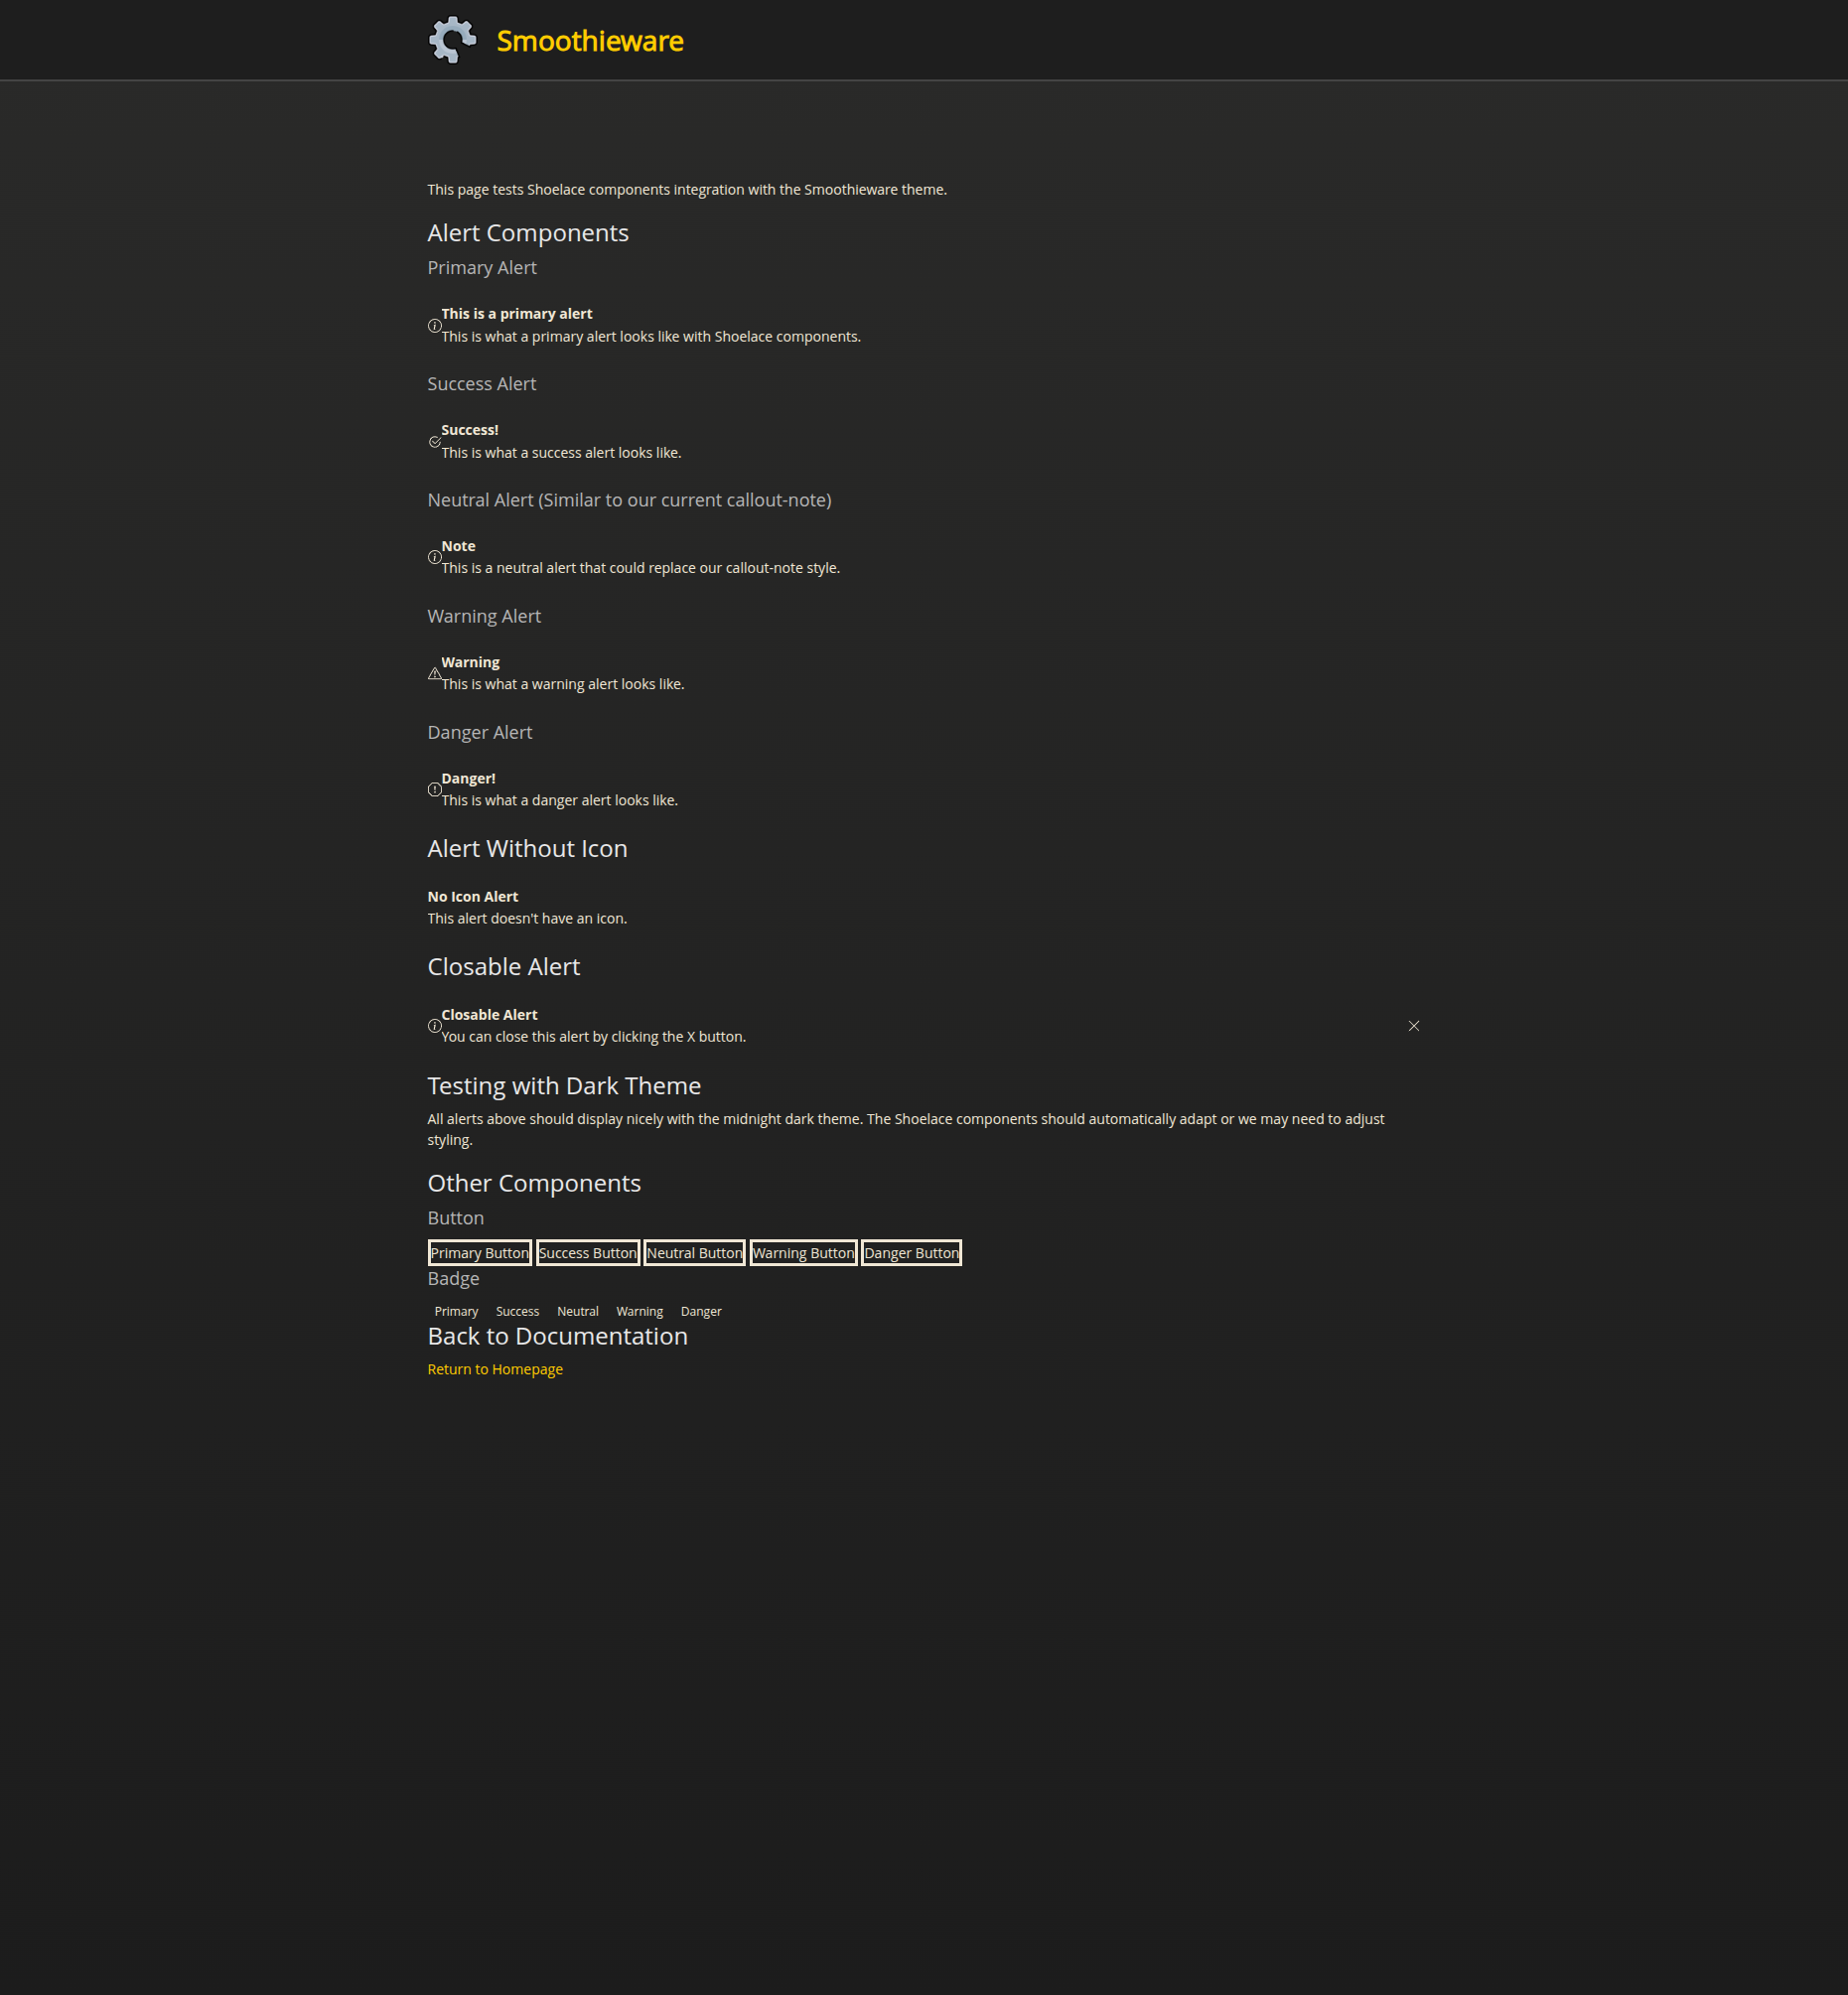 Smoothieware
This page tests Shoelace components integration with the Smoothieware theme.
Alert Components
Primary Alert
This is a primary alert
This is what a primary alert looks like with Shoelace components.
Success Alert
Success!
This is what a success alert looks like.
Neutral Alert (Similar to our current callout-note)
Note
This is a neutral alert that could replace our callout-note style.
Warning Alert
Warning
This is what a warning alert looks like.
Danger Alert
Danger!
This is what a danger alert looks like.
Alert Without Icon
No Icon Alert
This alert doesn't have an icon.
Closable Alert
Closable Alert
You can close this alert by clicking the X button.
Testing with Dark Theme
All alerts above should display nicely with the midnight dark theme. The Shoelace components should automatically adapt or we may need to adjust
styling.
Other Components
Button
Primary Button Success Button Neutral Button Warning Button Danger Button
Badge
Primary Success Neutral Warning Danger
Back to Documentation
Return to Homepage